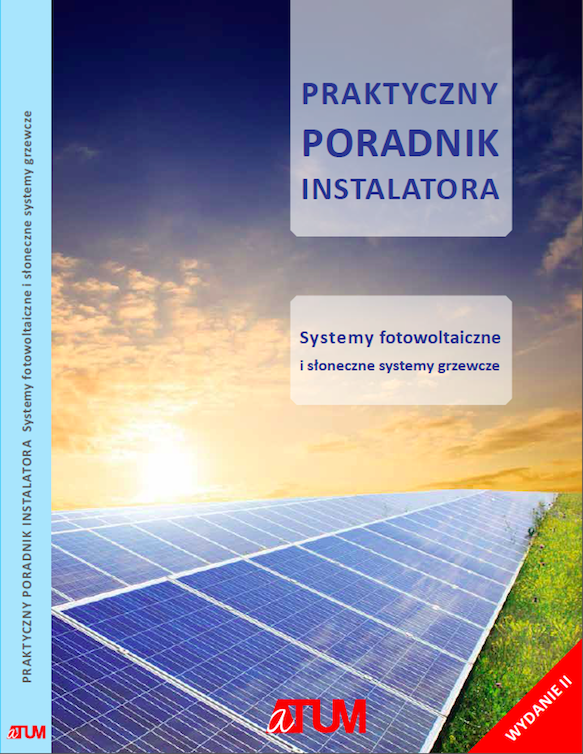 PRAKTYCZNY PORADNIK INSTALATORA Systemy fotowoltaiczne i słoneczne systemy grzewcze
aTUM
PRAKTYCZNY
PORADNIK
INSTALATORA
Systemy fotowoltaiczne
i słoneczne systemy grzewcze
aTUM
WYDANIE II